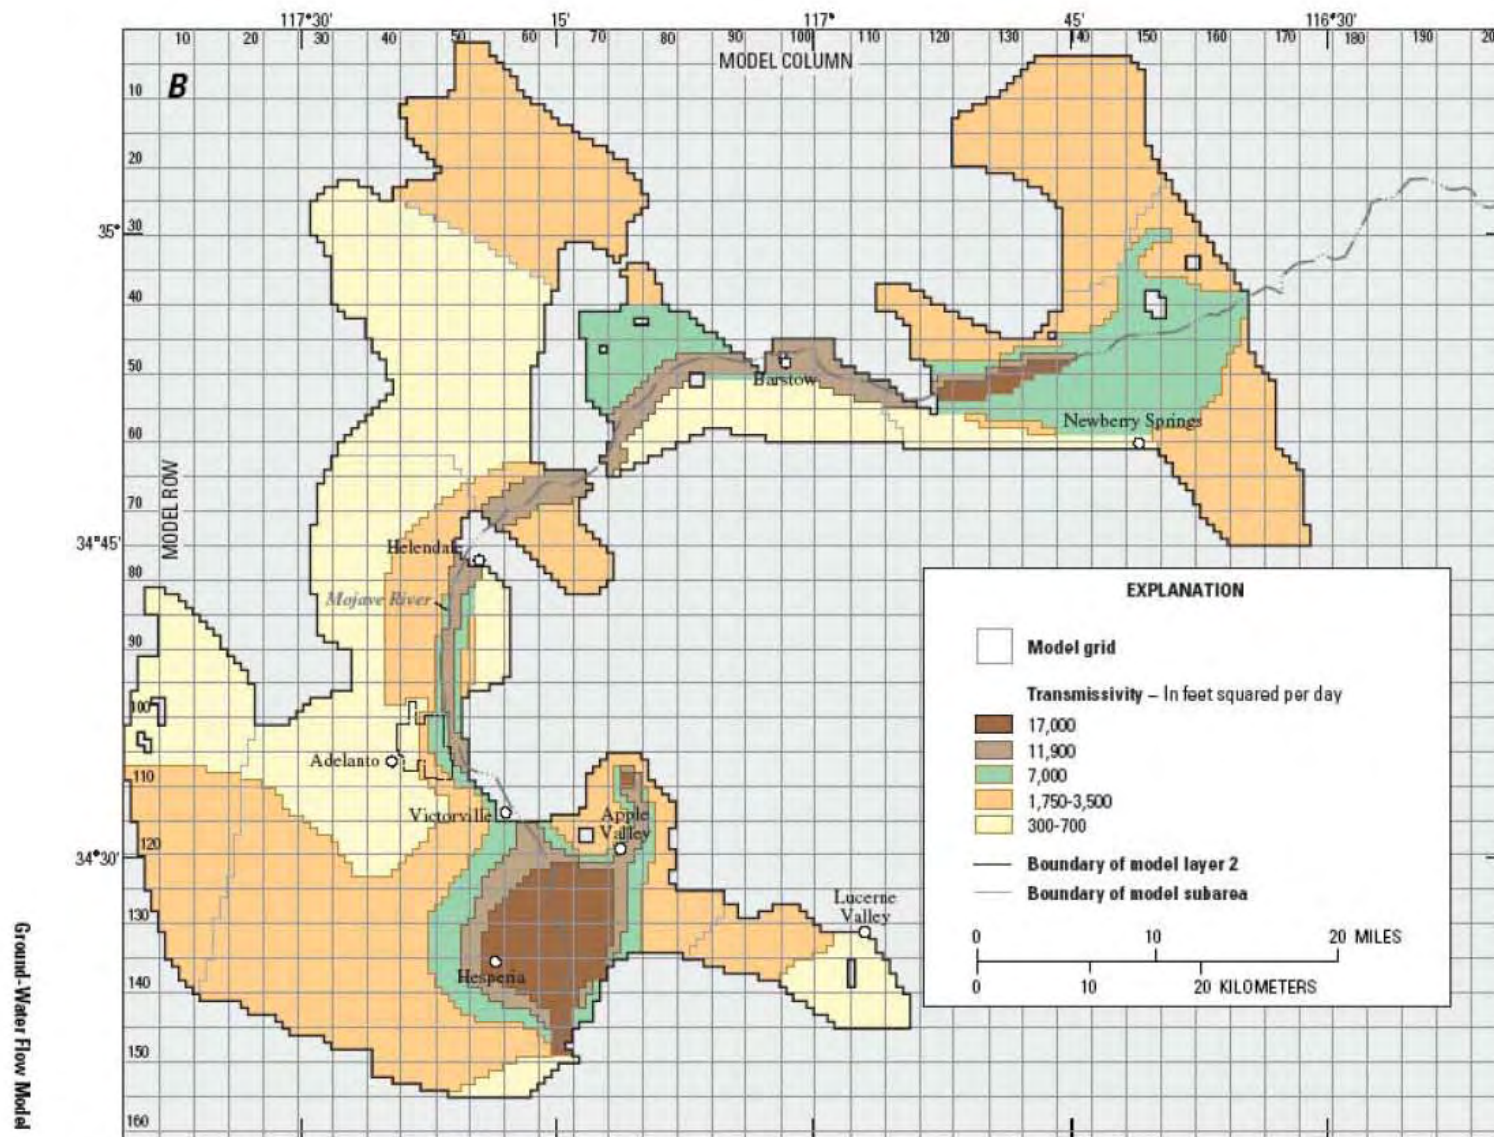 117°30'
15'
117°
45'
116°30'
10 20 30 40 50 60 70 80 90 100 110 120 130 140 150 160 170 180 190 20
MODEL COLUMN
B
10
20
35°
30
40
50
60
70
34°45'
80
90
100
110
34°30'
120
130
140
150
160
MODEL ROW
Barstow
Newberry Springs
Helendale
Mojave River
Adelanto
Victorville
Apple
Valley
Lucerne
Valley
Hesperia
EXPLANATION
Model grid
Transmissivity – In feet squared per day
17,000
11,900
7,000
1,750-3,500
300-700
Boundary of model layer 2
Boundary of model subarea
0 10 20 MILES
0 10 20 KILOMETERS
Ground-Water Flow Model